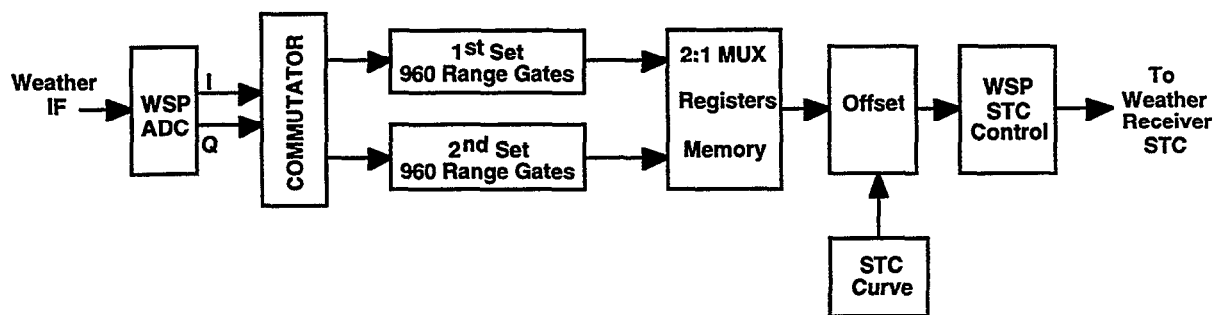 Weather
IF
WSP
ADC
I
Q
COMMUTATOR
1st Set
960 Range Gates
2nd Set
960 Range Gates
2:1 MUX
Registers
Memory
Offset
STC
Curve
WSP
STC
Control
To
Weather
Receiver
STC